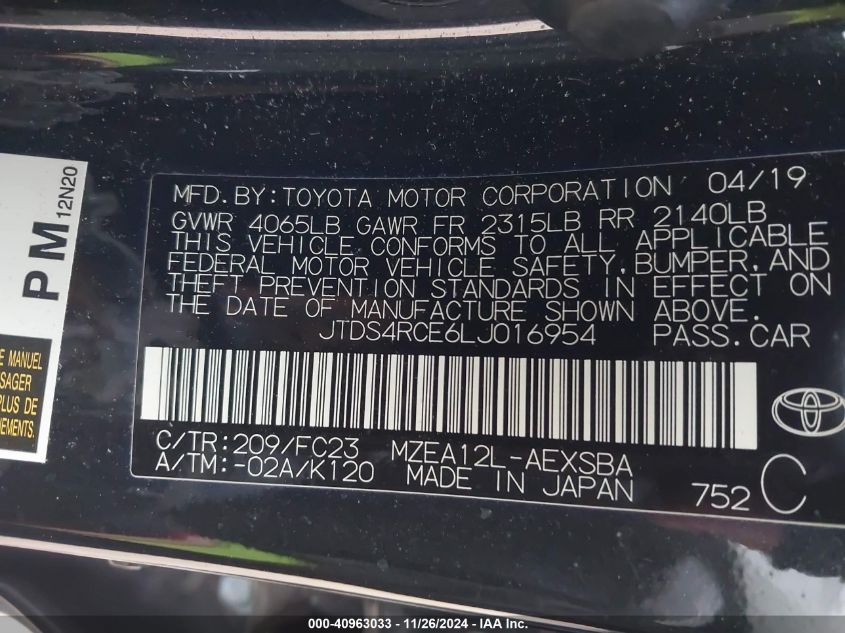 PM 12N20
E MANUEL
SAGER
PLUS DE
NEMENTS.
MFD.BY:TOYOTA MOTOR CORPORATION 04/19
GVWR 4065LB GAWR FR 2315LB RR 2140LB
THIS VEHICLE CONFORMS TO ALL APPLICABLE
FEDERAL MOTOR VEHICLE SAFETY,BUMPER,AND
THEFT PREVENTION STANDARDS IN EFFECT ON
THE DATE OF MANUFACTURE SHOWN ABOVE.
JTDS4RCE6LJ016954 PASS.CAR
C/TR:209/FC23 MZEA12L-AEXSBA
A/TM:-02A/K120 MADE IN JAPAN 752 C
000-40963033 - 11/26/2024 - IAA Inc.